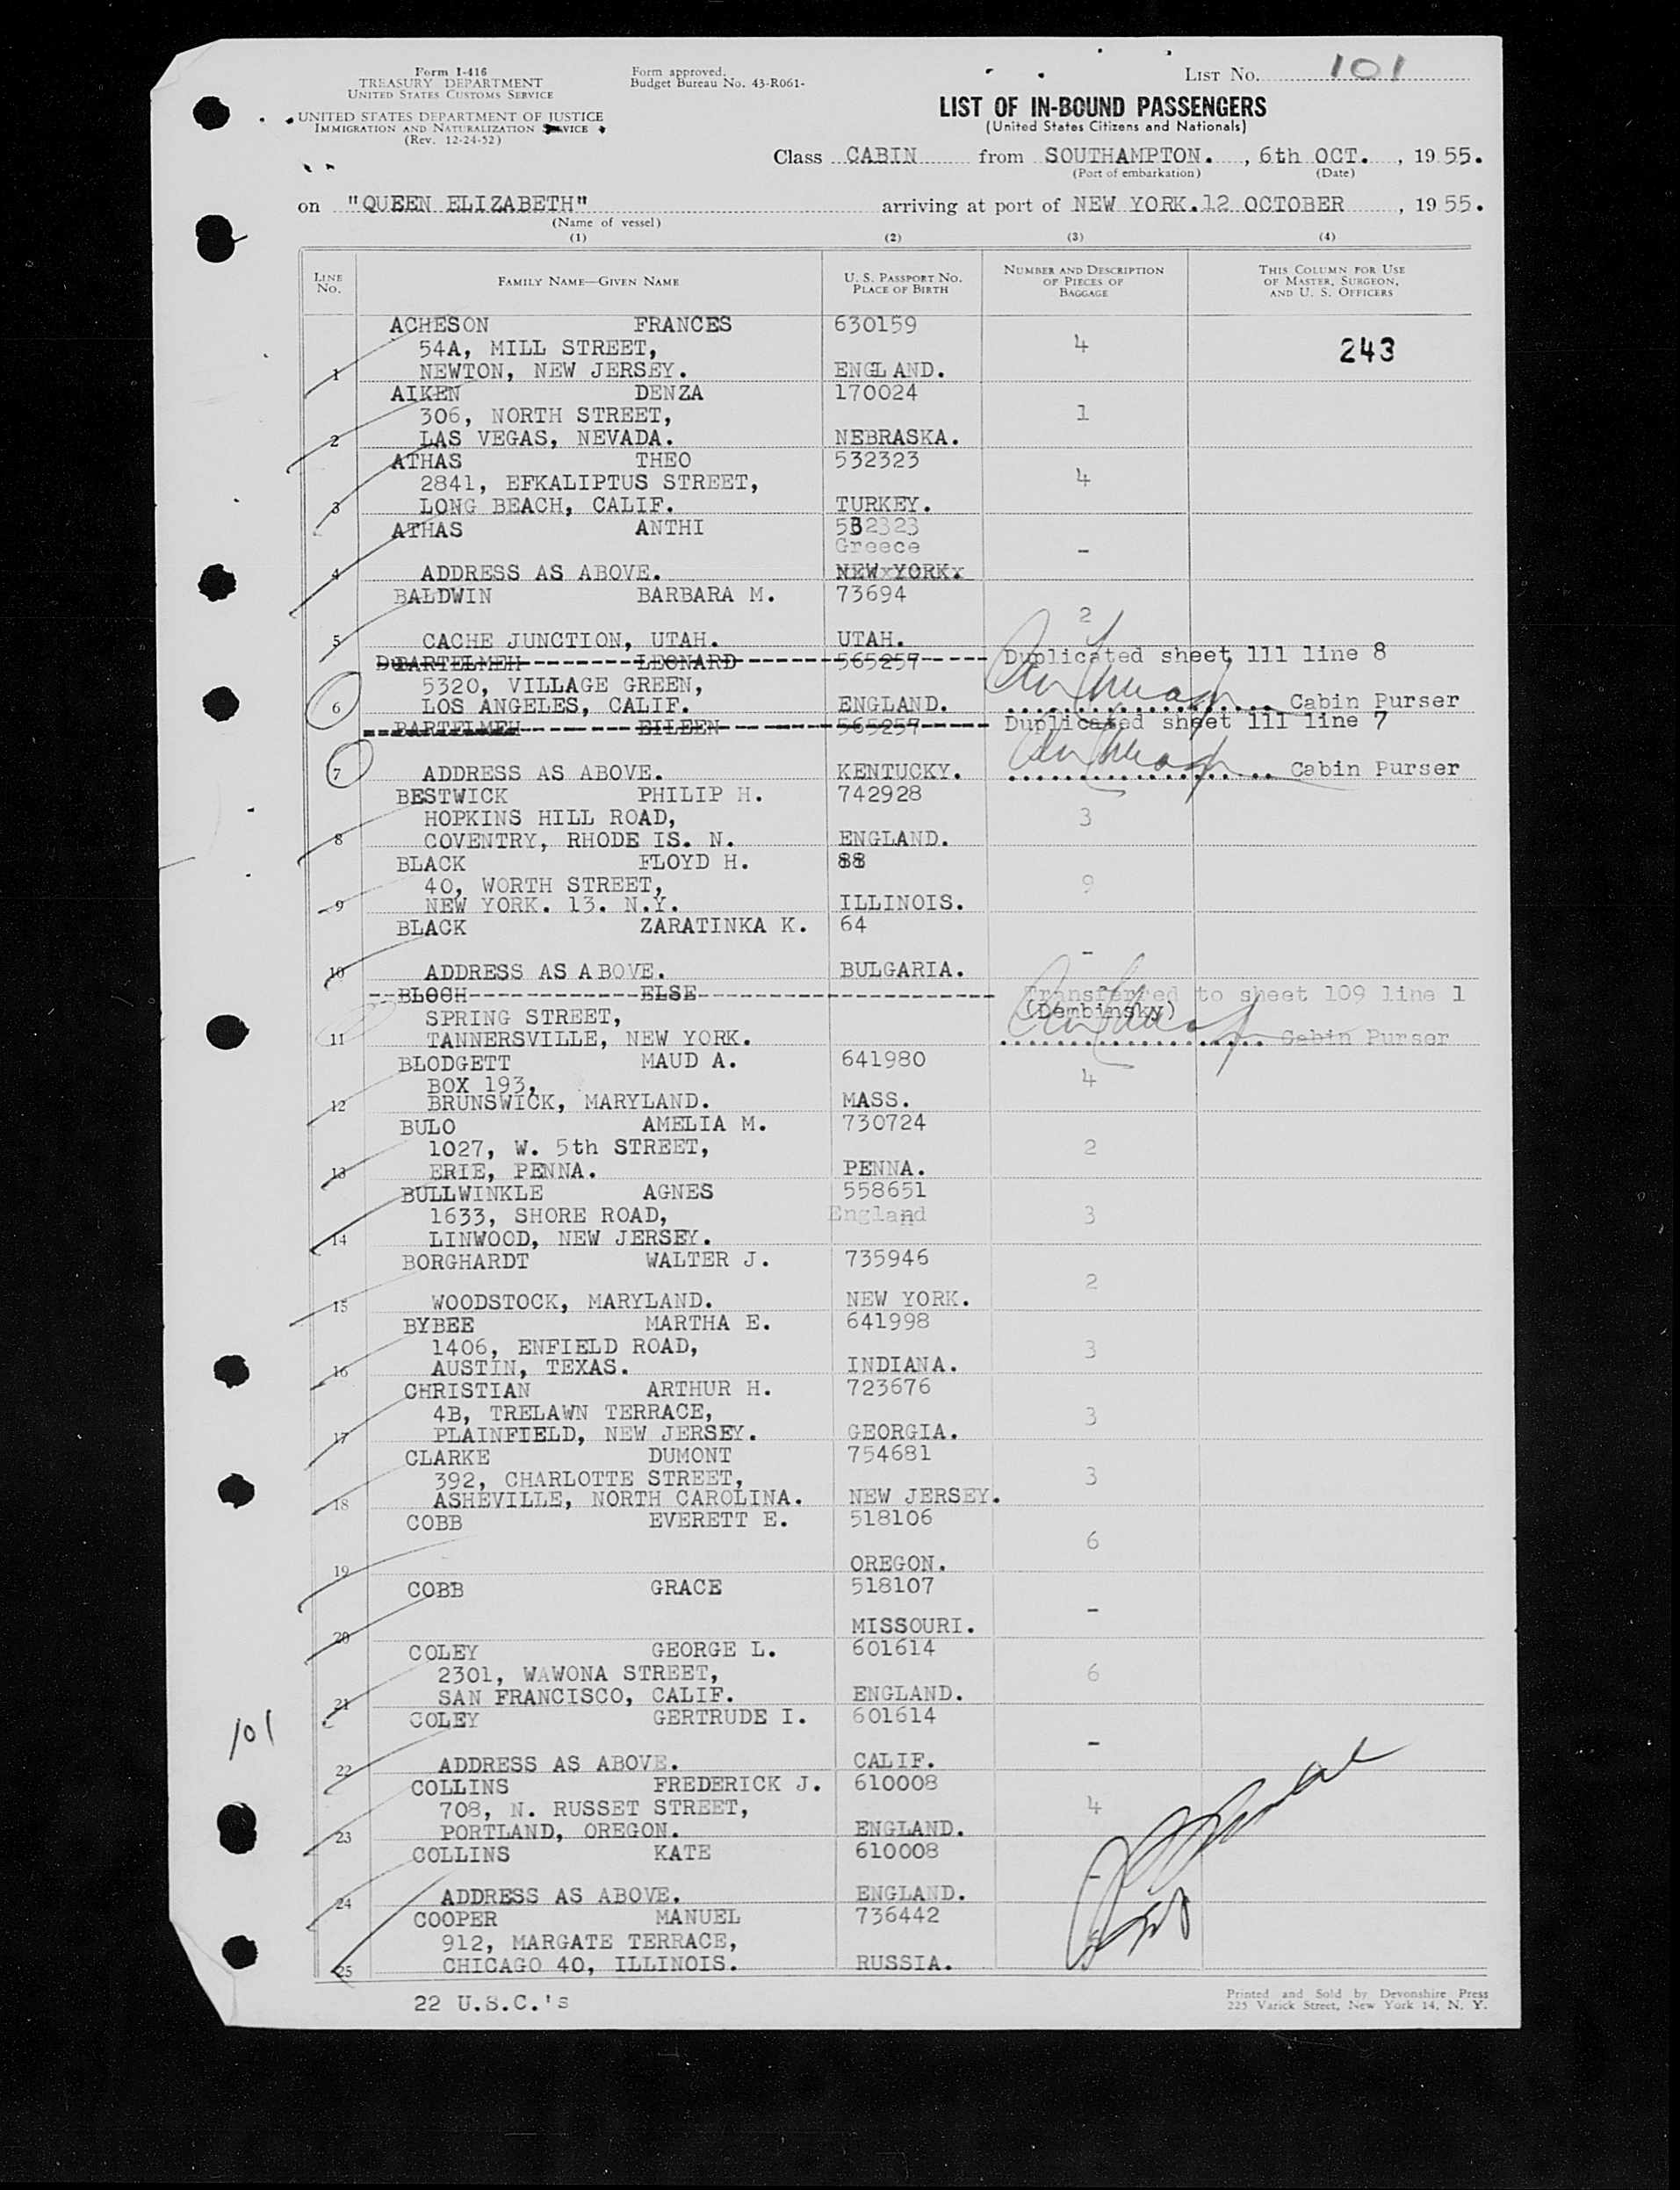 Form I-416
TREASURY DEPARTMENT
UNITED STATES CUSTOMS SERVICE
UNITED STATES DEPARTMENT OF JUSTICE
IMMIGRATION AND NATURALIZATION SERVICE
(Rev. 12-24-52)
Form approved.
Budget Bureau No. 43-R061-
LIST NO. 101
LIST OF IN-BOUND PASSENGERS
(United States Citizens and Nationals)
Class CABIN from SOUTHAMPTON. , 6th OCT. , 1955.
(Port of embarkation) (Date)
on "QUEEN ELIZABETH" arriving at port of NEW YORK. 12 OCTOBER , 1955.
(Name of vessel)
(1) (2) (3) (4)
LINE NO. FAMILY NAME—GIVEN NAME U. S. PASSPORT NO. PLACE OF BIRTH NUMBER AND DESCRIPTION OF PIECES OF BAGGAGE THIS COLUMN FOR USE OF MASTER, SURGEON, AND U. S. OFFICERS
ACHESON FRANCES 630159
54A, MILL STREET, 4 243
1 NEWTON, NEW JERSEY. ENGLAND.
AIKEN DENZA 170024
306, NORTH STREET, 1
2 LAS VEGAS, NEVADA. NEBRASKA.
ATHAS THEO 532323
2841, EFKALIPTUS STREET, 4
3 LONG BEACH, CALIF. TURKEY.
ATHAS ANTHI 532323
Greece -
4 ADDRESS AS ABOVE. NEWxYORKx
BALDWIN BARBARA M. 73694
2
5 CACHE JUNCTION, UTAH. UTAH.
BARTELMEH LEONARD 565257 Duplicated sheet 111 line 8
5320, VILLAGE GREEN,
6 LOS ANGELES, CALIF. ENGLAND. Cabin Purser
BARTELMEH EILEEN 565257 Duplicated sheet 111 line 7
7 ADDRESS AS ABOVE. KENTUCKY. Cabin Purser
BESTWICK PHILIP H. 742928
HOPKINS HILL ROAD, 3
8 COVENTRY, RHODE IS. N. ENGLAND.
BLACK FLOYD H. 88
40, WORTH STREET, 9
9 NEW YORK. 13. N.Y. ILLINOIS.
BLACK ZARATINKA K. 64
-
10 ADDRESS AS ABOVE. BULGARIA.
BLOCH ELSE Transferred to sheet 109 line 1
SPRING STREET, (Dembinsky)
11 TANNERSVILLE, NEW YORK. Cabin Purser
BLODGETT MAUD A. 641980
BOX 193, 4
12 BRUNSWICK, MARYLAND. MASS.
BULO AMELIA M. 730724
1027, W. 5th STREET, 2
13 ERIE, PENNA. PENNA.
BULLWINKLE AGNES 558651
1633, SHORE ROAD, England 3
14 LINWOOD, NEW JERSEY.
BORGHARDT WALTER J. 735946
2
15 WOODSTOCK, MARYLAND. NEW YORK.
BYBEE MARTHA E. 641998
1406, ENFIELD ROAD, 3
16 AUSTIN, TEXAS. INDIANA.
CHRISTIAN ARTHUR H. 723676
4B, TRELAWN TERRACE, 3
17 PLAINFIELD, NEW JERSEY. GEORGIA.
CLARKE DUMONT 754681
392, CHARLOTTE STREET, 3
18 ASHEVILLE, NORTH CAROLINA. NEW JERSEY.
COBB EVERETT E. 518106
6
19 OREGON.
COBB GRACE 518107
-
20 MISSOURI.
COLEY GEORGE L. 601614
2301, WAWONA STREET, 6
21 SAN FRANCISCO, CALIF. ENGLAND.
COLEY GERTRUDE I. 601614
-
22 ADDRESS AS ABOVE. CALIF.
COLLINS FREDERICK J. 610008
708, N. RUSSET STREET, 4
23 PORTLAND, OREGON. ENGLAND.
COLLINS KATE 610008
-
24 ADDRESS AS ABOVE. ENGLAND.
COOPER MANUEL 736442
912, MARGATE TERRACE,
25 CHICAGO 40, ILLINOIS. RUSSIA.
101
22 U.S.C.'s
Printed and Sold by Devonshire Press
225 Varick Street, New York 14, N. Y.